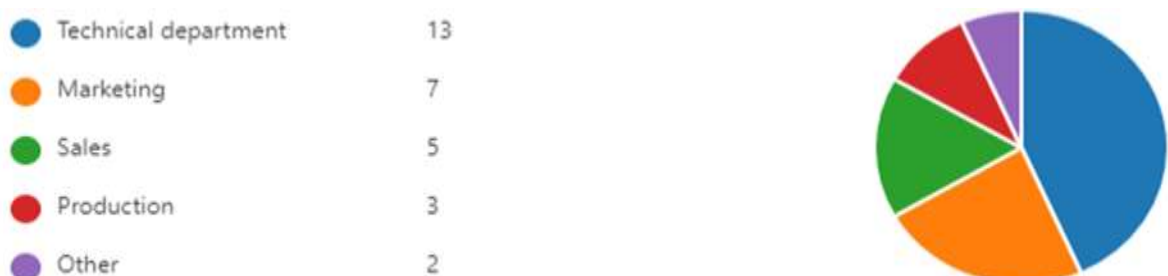 Technical department 13
Marketing 7
Sales 5
Production 3
Other 2